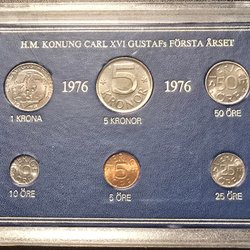 H.M. KONUNG CARL XVI GUSTAFs FÖRSTA ÅRSET
1976 1976
5
KRONOR
50
1 KRONA
5 KRONOR
50 ÖRE
5
10 ÖRE
5 ÖRE
25 ÖRE